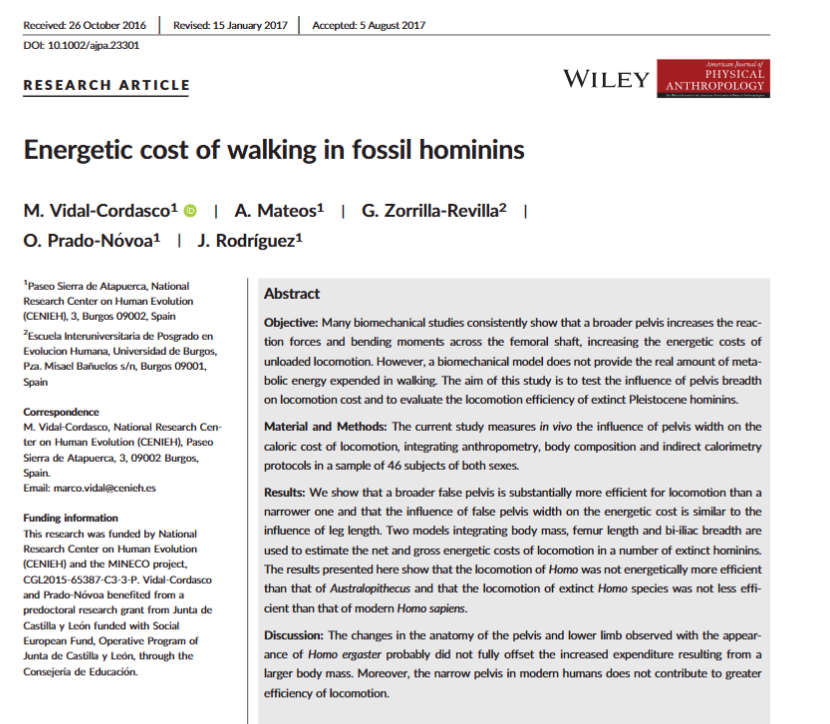 Received: 26 October 2016 | Revised: 15 January 2017 | Accepted: 5 August 2017
DOI: 10.1002/ajpa.23301
RESEARCH ARTICLE
WILEY
American Journal of
PHYSICAL
ANTHROPOLOGY
Energetic cost of walking in fossil hominins
M. Vidal-Cordasco¹ iD | A. Mateos¹ | G. Zorrilla-Revilla² |
O. Prado-Nóvoa¹ | J. Rodríguez¹
¹Paseo Sierra de Atapuerca, National
Research Center on Human Evolution
(CENIEH), 3, Burgos 09002, Spain
²Escuela Interuniversitaria de Posgrado en
Evolucion Humana, Universidad de Burgos,
Pza. Misael Bañuelos s/n, Burgos 09001,
Spain
Correspondence
M. Vidal-Cordasco, National Research Cen-
ter on Human Evolution (CENIEH), Paseo
Sierra de Atapuerca, 3, 09002 Burgos,
Spain.
Email: marco.vidal@cenieh.es
Funding information
This research was funded by National
Research Center on Human Evolution
(CENIEH) and the MINECO project,
CGL2015-65387-C3-3-P. Vidal-Cordasco
and Prado-Nóvoa benefited from a
predoctoral research grant from Junta de
Castilla y León funded with Social
European Fund, Operative Program of
Junta de Castilla y León, through the
Consejería de Educación.
Abstract
Objective: Many biomechanical studies consistently show that a broader pelvis increases the reac-
tion forces and bending moments across the femoral shaft, increasing the energetic costs of
unloaded locomotion. However, a biomechanical model does not provide the real amount of meta-
bolic energy expended in walking. The aim of this study is to test the influence of pelvis breadth
on locomotion cost and to evaluate the locomotion efficiency of extinct Pleistocene hominins.
Material and Methods: The current study measures in vivo the influence of pelvis width on the
caloric cost of locomotion, integrating anthropometry, body composition and indirect calorimetry
protocols in a sample of 46 subjects of both sexes.
Results: We show that a broader false pelvis is substantially more efficient for locomotion than a
narrower one and that the influence of false pelvis width on the energetic cost is similar to the
influence of leg length. Two models integrating body mass, femur length and bi-iliac breadth are
used to estimate the net and gross energetic costs of locomotion in a number of extinct hominins.
The results presented here show that the locomotion of Homo was not energetically more efficient
than that of Australopithecus and that the locomotion of extinct Homo species was not less effi-
cient than that of modern Homo sapiens.
Discussion: The changes in the anatomy of the pelvis and lower limb observed with the appear-
ance of Homo ergaster probably did not fully offset the increased expenditure resulting from a
larger body mass. Moreover, the narrow pelvis in modern humans does not contribute to greater
efficiency of locomotion.